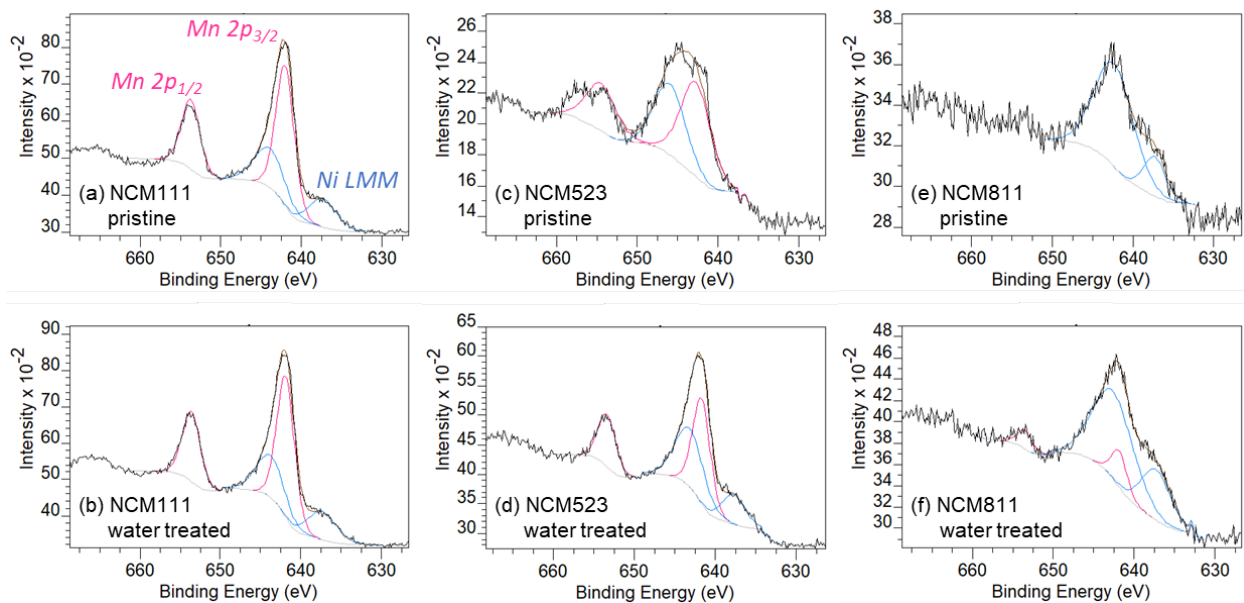 Mn 2p3/2
Mn 2p1/2
Ni LMM
(a) NCM111
pristine
Intensity x 10-2
80
70
60
50
40
30
660 650 640 630
Binding Energy (eV)
(c) NCM523
pristine
Intensity x 10-2
26
24
22
20
18
16
14
660 650 640 630
Binding Energy (eV)
(e) NCM811
pristine
Intensity x 10-2
36
34
32
30
28
660 650 640 630
Binding Energy (eV)
(b) NCM111
water treated
Intensity x 10-2
90
80
70
60
50
40
660 650 640 630
Binding Energy (eV)
(d) NCM523
water treated
Intensity x 10-2
65
60
55
50
45
40
35
30
660 650 640 630
Binding Energy (eV)
(f) NCM811
water treated
Intensity x 10-2
48
46
44
42
40
38
36
34
32
30
660 650 640 630
Binding Energy (eV)